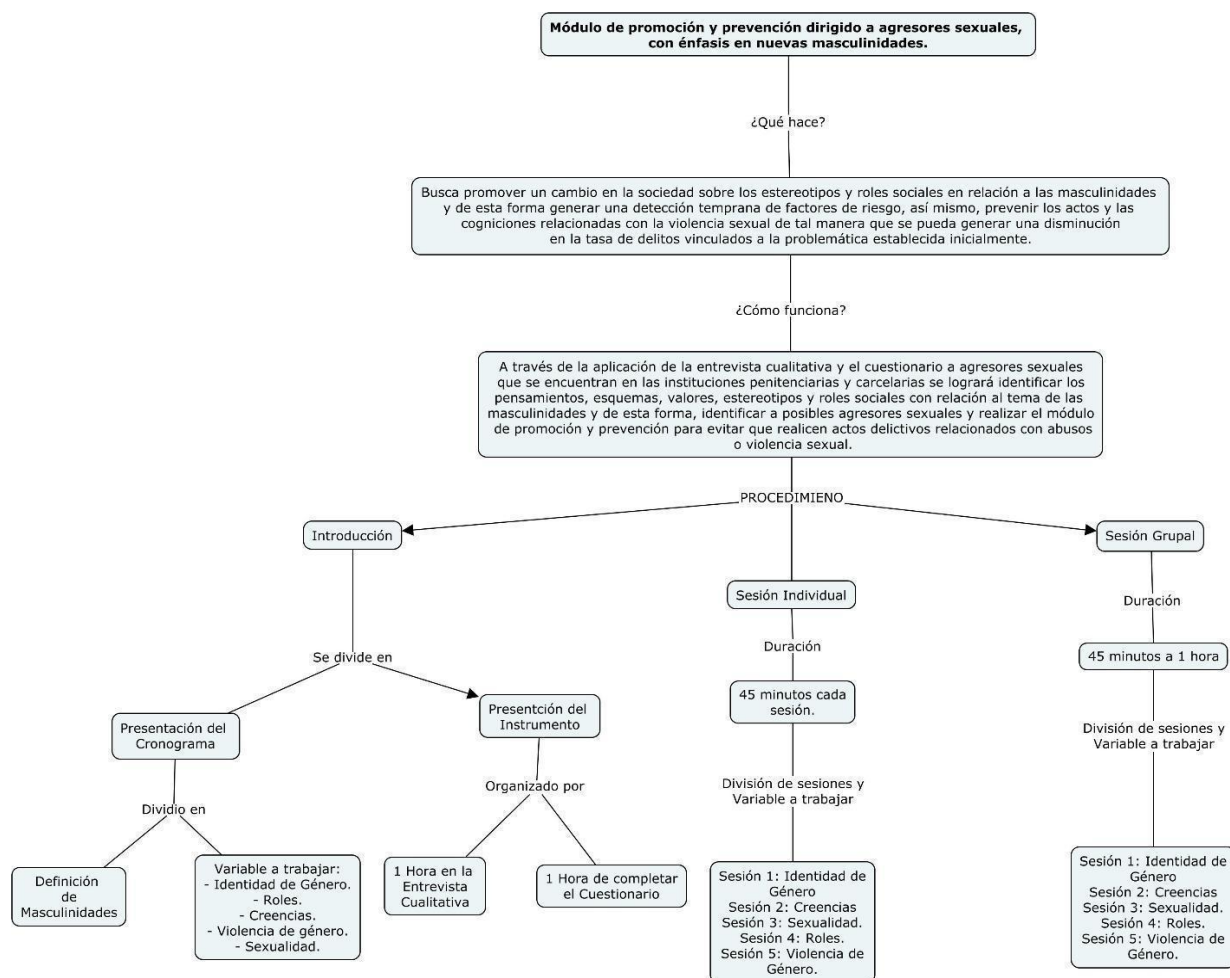 Módulo de promoción y prevención dirigido a agresores sexuales,
con énfasis en nuevas masculinidades.
¿Qué hace?
Busca promover un cambio en la sociedad sobre los estereotipos y roles sociales en relación a las masculinidades
y de esta forma generar una detección temprana de factores de riesgo, así mismo, prevenir los actos y las
cogniciones relacionadas con la violencia sexual de tal manera que se pueda generar una disminución
en la tasa de delitos vinculados a la problemática establecida inicialmente.
¿Cómo funciona?
A través de la aplicación de la entrevista cualitativa y el cuestionario a agresores sexuales
que se encuentran en las instituciones penitenciarias y carcelarias se logrará identificar los
pensamientos, esquemas, valores, estereotipos y roles sociales con relación al tema de las
masculinidades y de esta forma, identificar a posibles agresores sexuales y realizar el módulo
de promoción y prevención para evitar que realicen actos delictivos relacionados con abusos
o violencia sexual.
PROCEDIMIENO
Introducción
Se divide en
Presentación del
Cronograma
Dividio en
Definición
de
Masculinidades
Variable a trabajar:
- Identidad de Género.
- Roles.
- Creencias.
- Violencia de género.
- Sexualidad.
Presentción del
Instrumento
Organizado por
1 Hora en la
Entrevista
Cualitativa
1 Hora de completar
el Cuestionario
Sesión Individual
Duración
45 minutos cada
sesión.
División de sesiones y
Variable a trabajar
Sesión 1: Identidad de
Género
Sesión 2: Creencias
Sesión 3: Sexualidad.
Sesión 4: Roles.
Sesión 5: Violencia de
Género.
Sesión Grupal
Duración
45 minutos a 1 hora
División de sesiones y
Variable a trabajar
Sesión 1: Identidad de
Género
Sesión 2: Creencias
Sesión 3: Sexualidad.
Sesión 4: Roles.
Sesión 5: Violencia de
Género.